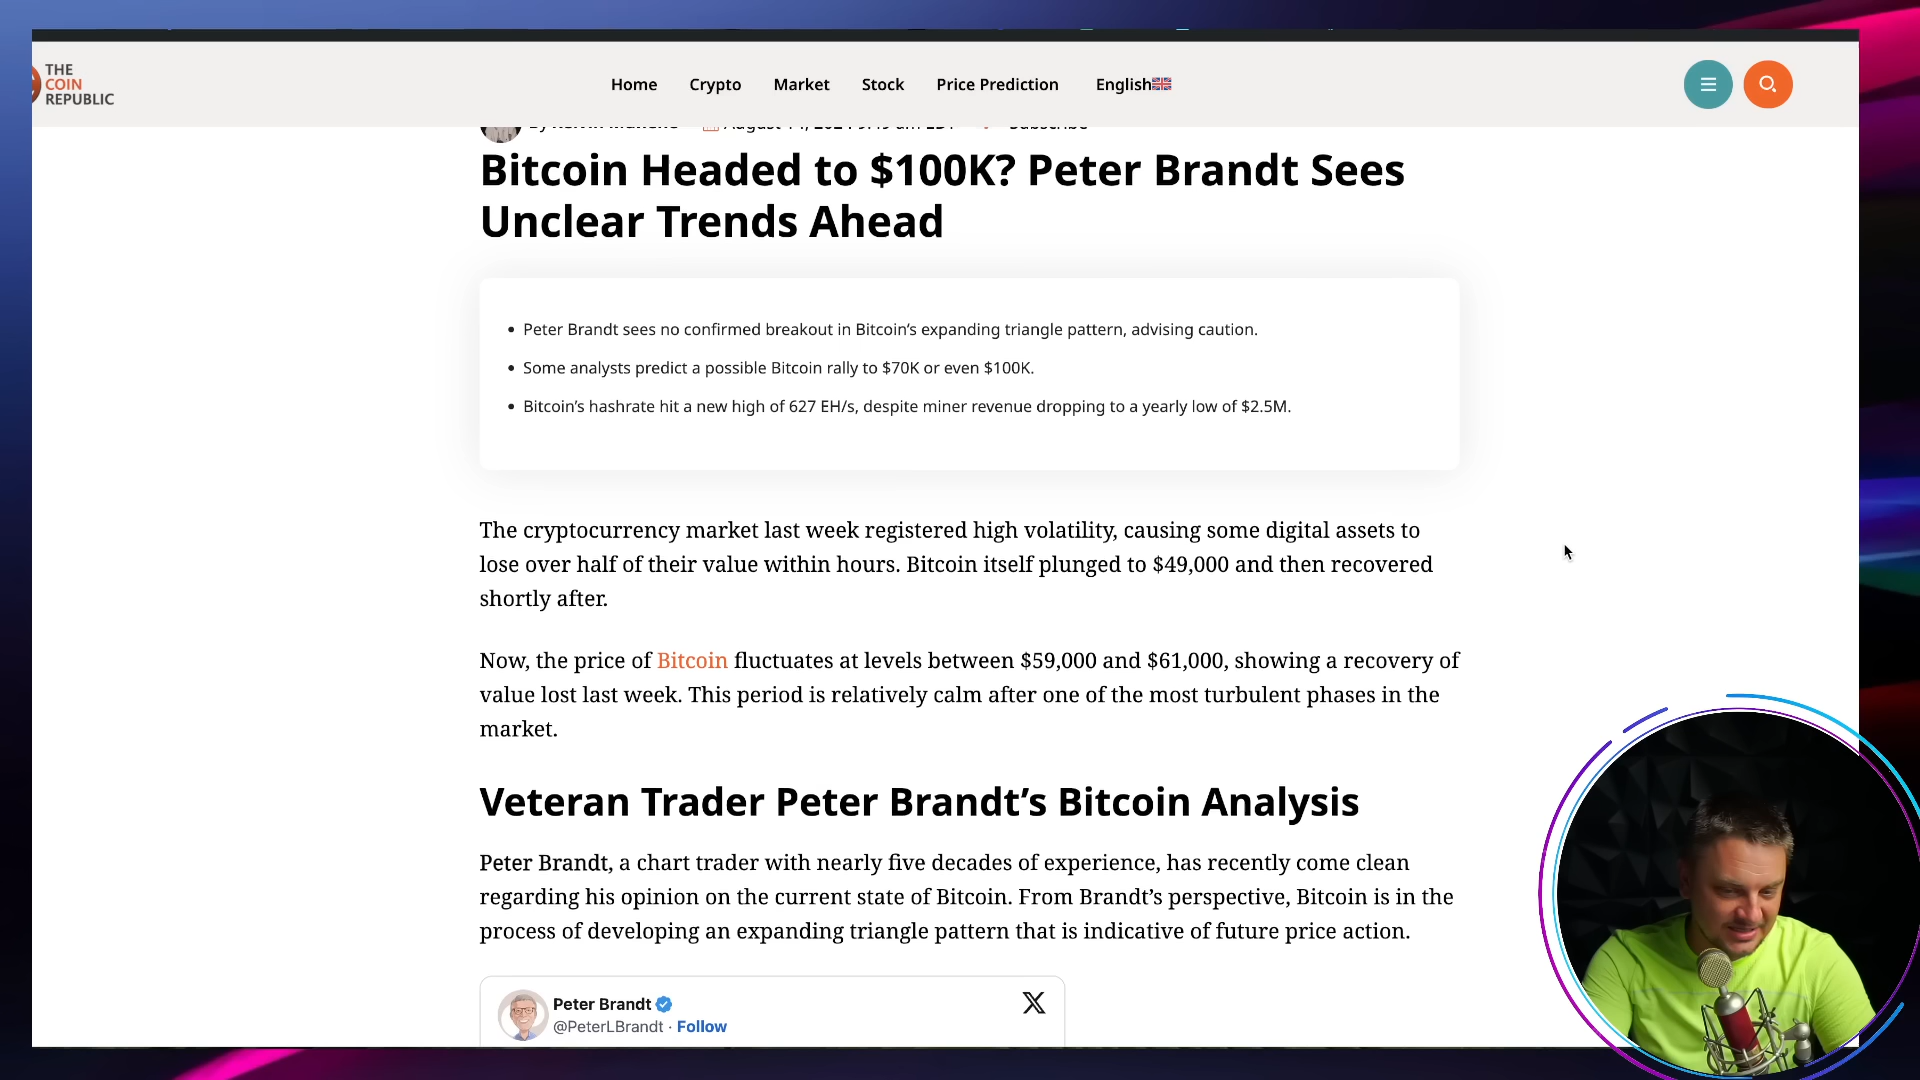 THE
COIN
REPUBLIC
Home Crypto Market Stock Price Prediction English
Subscribe
Bitcoin Headed to $100K? Peter Brandt Sees
Unclear Trends Ahead
• Peter Brandt sees no confirmed breakout in Bitcoin's expanding triangle pattern, advising caution.
• Some analysts predict a possible Bitcoin rally to $70K or even $100K.
• Bitcoin's hashrate hit a new high of 627 EH/s, despite miner revenue dropping to a yearly low of $2.5M.
The cryptocurrency market last week registered high volatility, causing some digital assets to
lose over half of their value within hours. Bitcoin itself plunged to $49,000 and then recovered
shortly after.
Now, the price of Bitcoin fluctuates at levels between $59,000 and $61,000, showing a recovery of
value lost last week. This period is relatively calm after one of the most turbulent phases in the
market.
Veteran Trader Peter Brandt’s Bitcoin Analysis
Peter Brandt, a chart trader with nearly five decades of experience, has recently come clean
regarding his opinion on the current state of Bitcoin. From Brandt’s perspective, Bitcoin is in the
process of developing an expanding triangle pattern that is indicative of future price action.
Peter Brandt
@PeterLBrandt · Follow